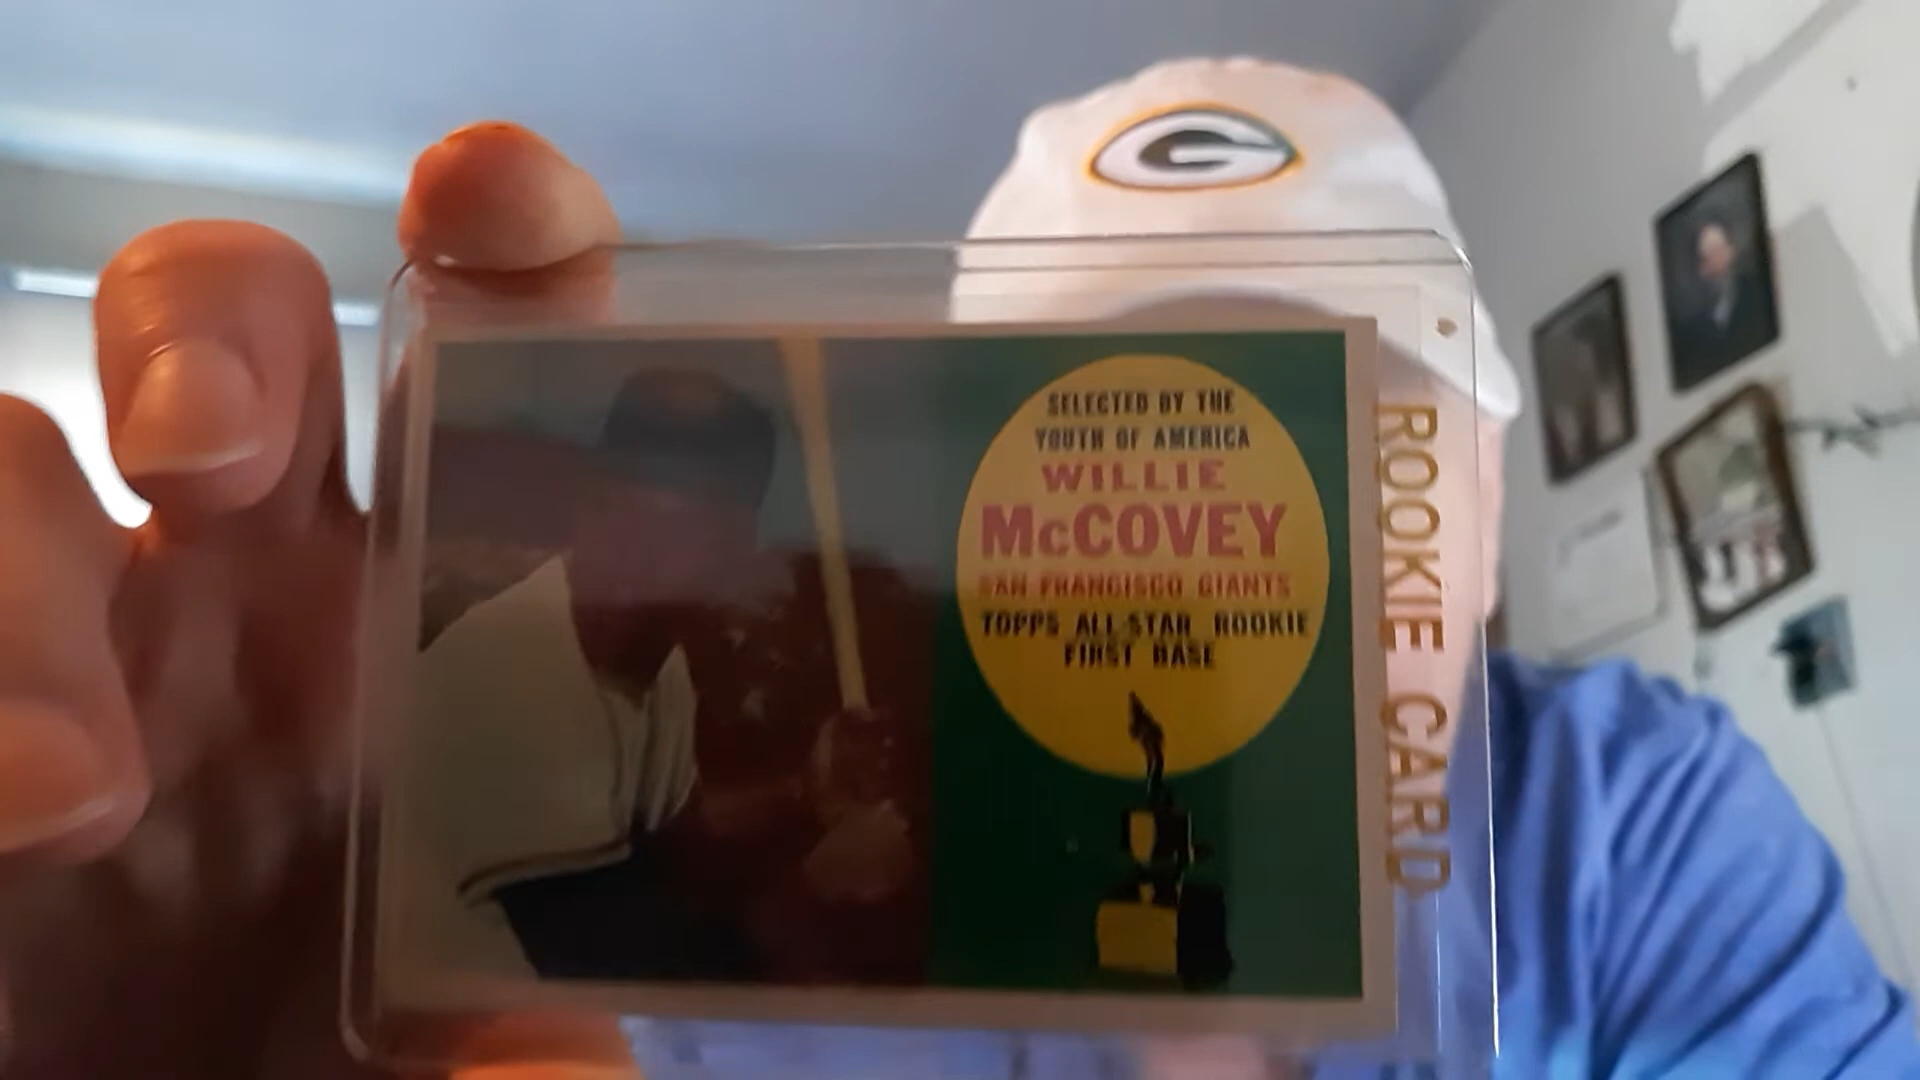 G
SELECTED BY THE
YOUTH OF AMERICA
WILLIE
McCOVEY
SAN FRANCISCO GIANTS
TOPPS ALL-STAR ROOKIE
FIRST BASE
ROOKIE CARD